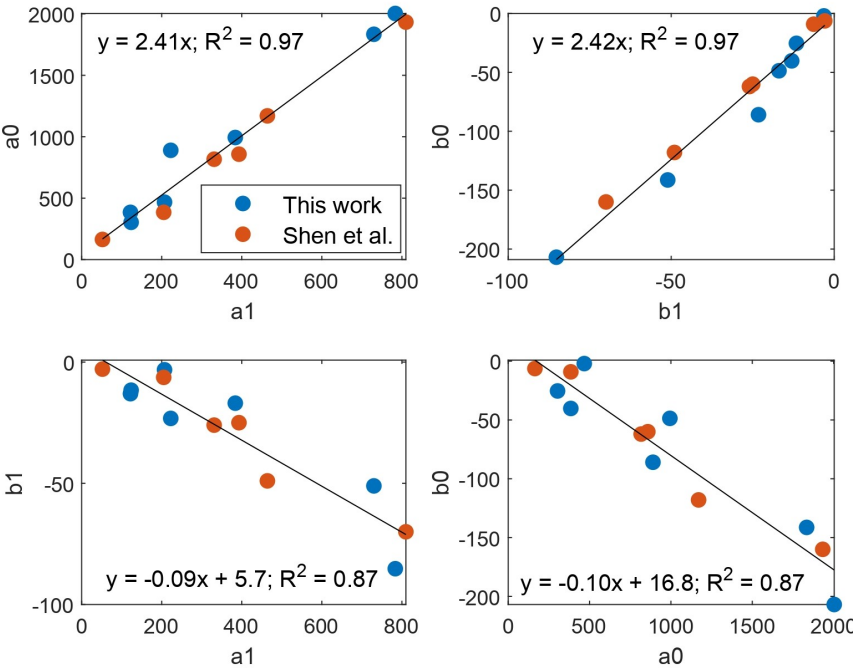 y = 2.41x; R2 = 0.97
2000
1500
1000
500
0
a0
0
200
400
600
800
a1
This work
Shen et al.
y = 2.42x; R2 = 0.97
0
-50
-100
-150
-200
b0
-100
-50
0
b1
0
-50
-100
b1
y = -0.09x + 5.7; R2 = 0.87
0
200
400
600
800
a1
0
-50
-100
-150
-200
b0
y = -0.10x + 16.8; R2 = 0.87
0
500
1000
1500
2000
a0